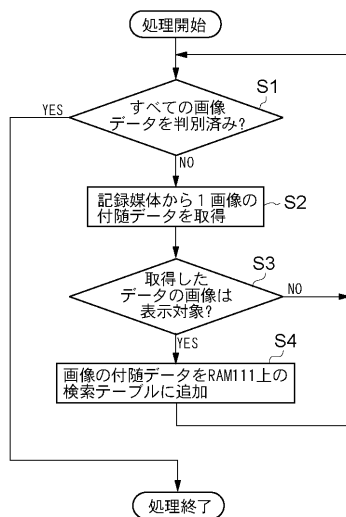 処理開始
S1
すべての画像
データを判別済み?
YES
NO
S2
記録媒体から1画像の
付随データを取得
S3
取得した
データの画像は
表示対象?
NO
YES
S4
画像の付随データをRAM111上の
検索テーブルに追加
処理終了